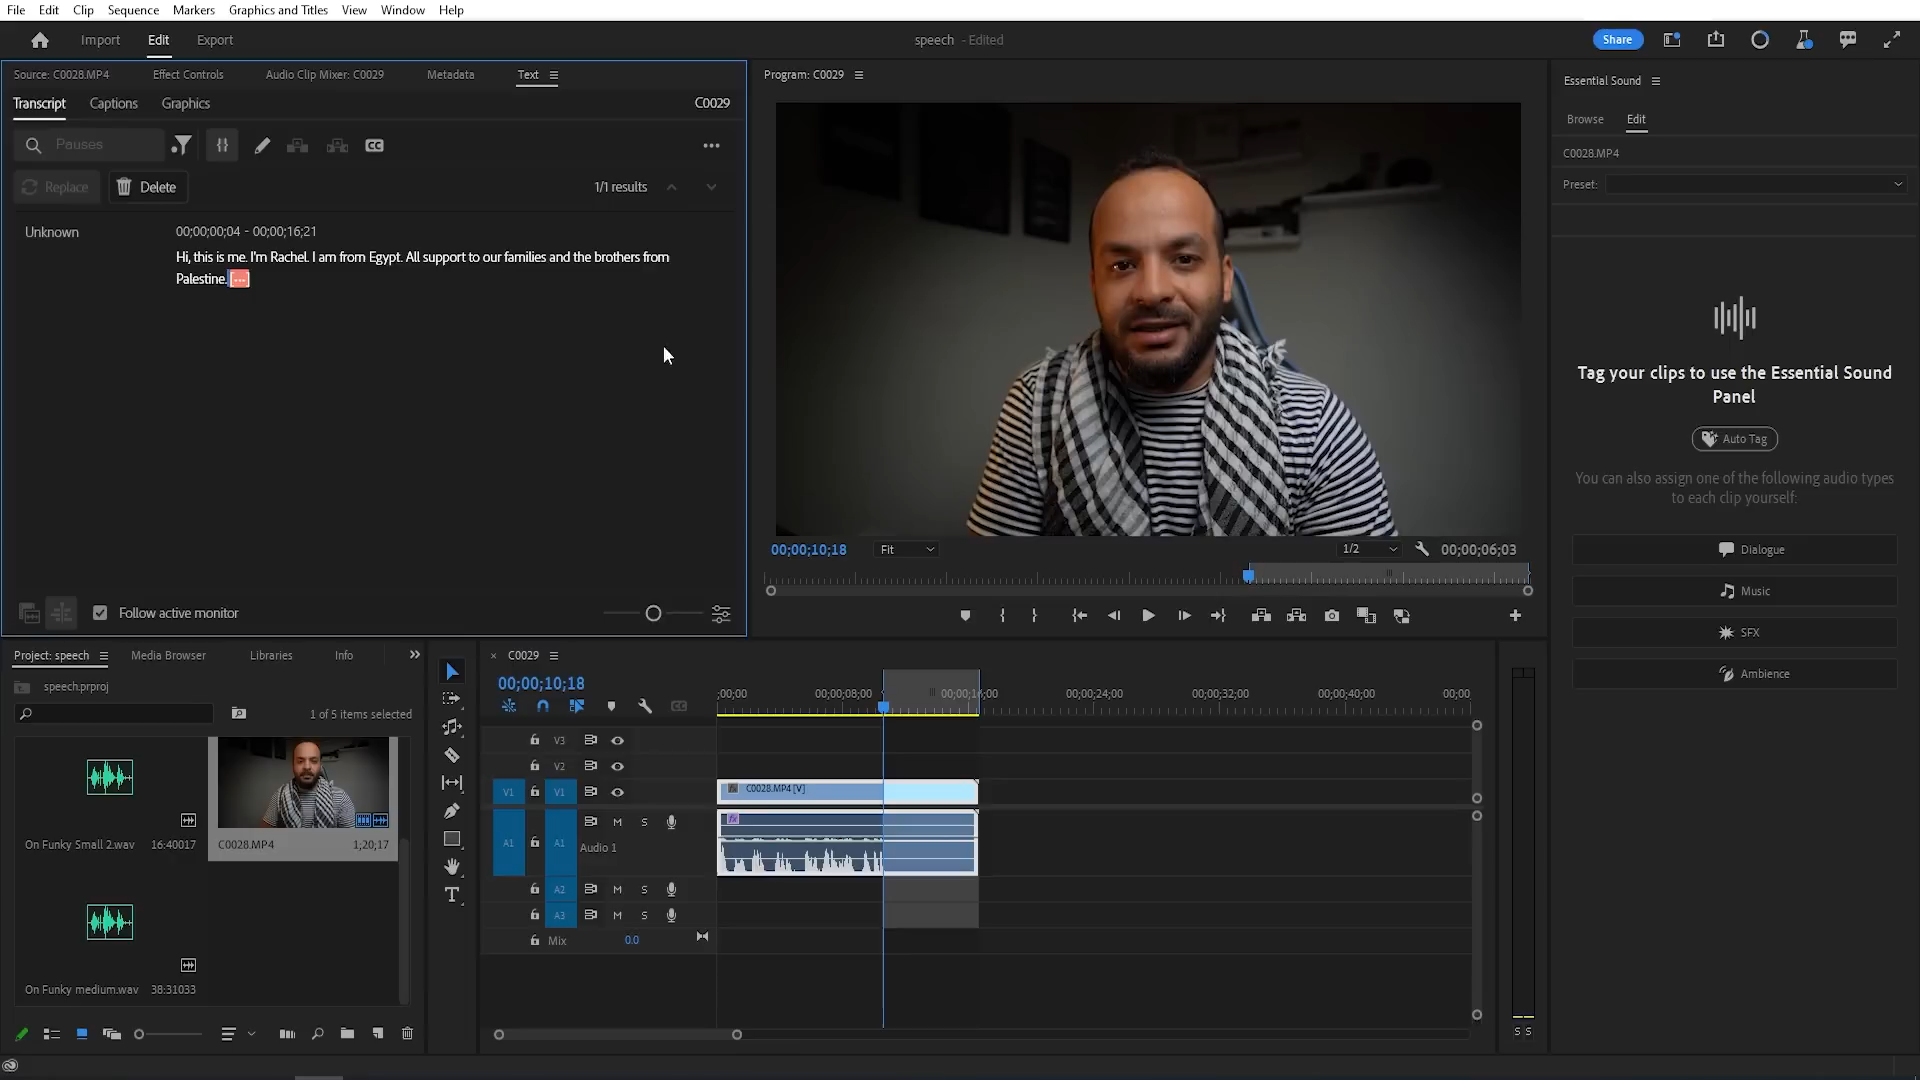 File Edit Clip Sequence Markers Graphics and Titles View Window Help
Import Edit Export
speech - Edited
Share
Source: C0028.MP4 Effect Controls Audio Clip Mixer: C0029 Metadata Text
Transcript Captions Graphics C0029
Pauses
CC
Replace Delete 1/1 results
Unknown
00;00;00;04 - 00;00;16;21
Hi, this is me. I'm Rachel. I am from Egypt. All support to our families and the brothers from
Palestine. [...]
Follow active monitor
Program: C0029
00;00;10;18 Fit 1/2 00;00;06;03
Essential Sound
Browse Edit
C0028.MP4
Preset:
Tag your clips to use the Essential Sound
Panel
Auto Tag
You can also assign one of the following audio types
to each clip yourself:
Dialogue
Music
SFX
Ambience
Project: speech Media Browser Libraries Info
speech.prproj
1 of 5 items selected
On Funky Small 2.wav 16:40017
C0028.MP4 1;20;17
On Funky medium.wav 38:31033
× C0029
00;00;10;18
;00;00 00;00;08;00 00;00;16;00 00;00;24;00 00;00;32;00 00;00;40;00 00;00
CC
V3
V2
V1 V1 C0028.MP4 [V]
A1 A1 M S fx
Audio 1
A2 M S
A3 M S
Mix 0.0
T
S S